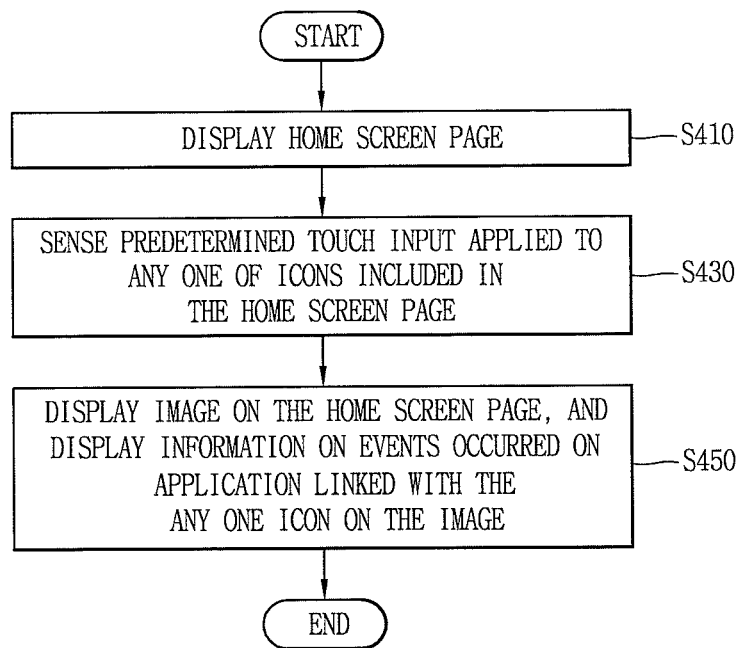 START
DISPLAY HOME SCREEN PAGE
S410
SENSE PREDETERMINED TOUCH INPUT APPLIED TO
ANY ONE OF ICONS INCLUDED IN
THE HOME SCREEN PAGE
S430
DISPLAY IMAGE ON THE HOME SCREEN PAGE, AND
DISPLAY INFORMATION ON EVENTS OCCURRED ON
APPLICATION LINKED WITH THE
ANY ONE ICON ON THE IMAGE
S450
END